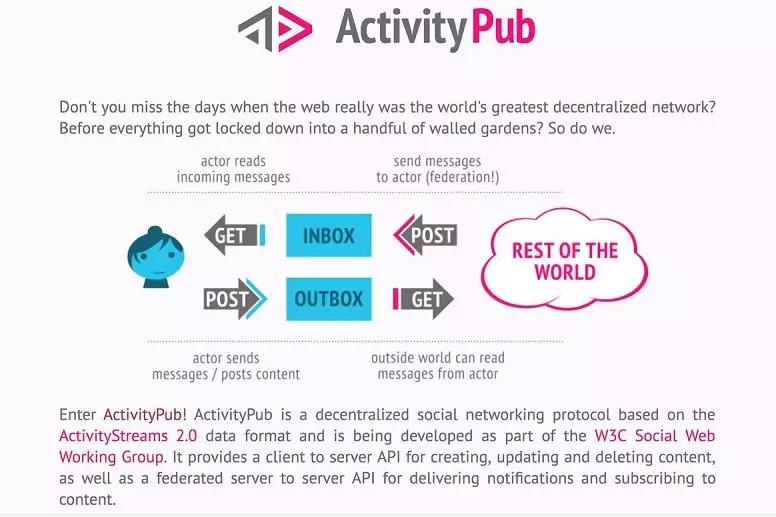 ActivityPub
Don't you miss the days when the web really was the world's greatest decentralized network?
Before everything got locked down into a handful of walled gardens? So do we.
actor reads
incoming messages
send messages
to actor (federation!)
GET
INBOX
POST
REST OF THE
WORLD
POST
OUTBOX
GET
actor sends
messages / posts content
outside world can read
messages from actor
Enter ActivityPub! ActivityPub is a decentralized social networking protocol based on the
ActivityStreams 2.0 data format and is being developed as part of the W3C Social Web
Working Group. It provides a client to server API for creating, updating and deleting content,
as well as a federated server to server API for delivering notifications and subscribing to
content.